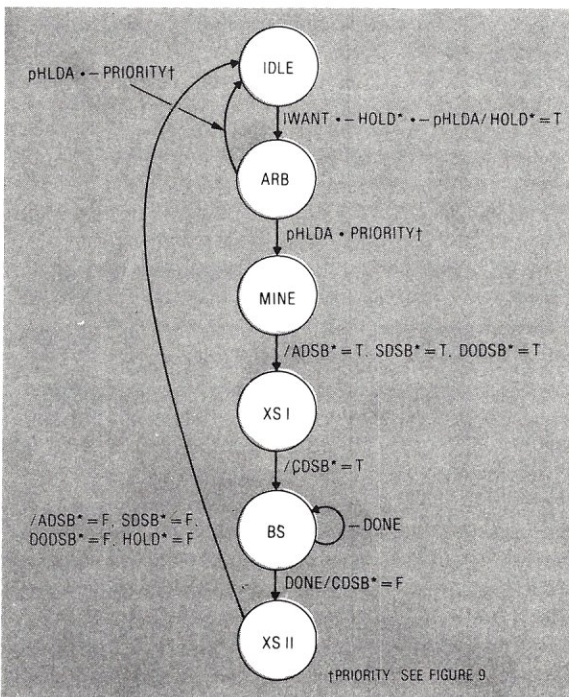 IDLE
pHLDA • – PRIORITY†
IWANT • – HOLD* • – pHLDA/HOLD* = T
ARB
pHLDA • PRIORITY†
MINE
/ADSB* = T, SDSB* = T, DODSB* = T
XS I
/CDSB* = T
/ADSB* = F, SDSB* = F,
DODSB* = F, HOLD* = F
BS
– DONE
DONE/CDSB* = F
XS II
†PRIORITY: SEE FIGURE 9